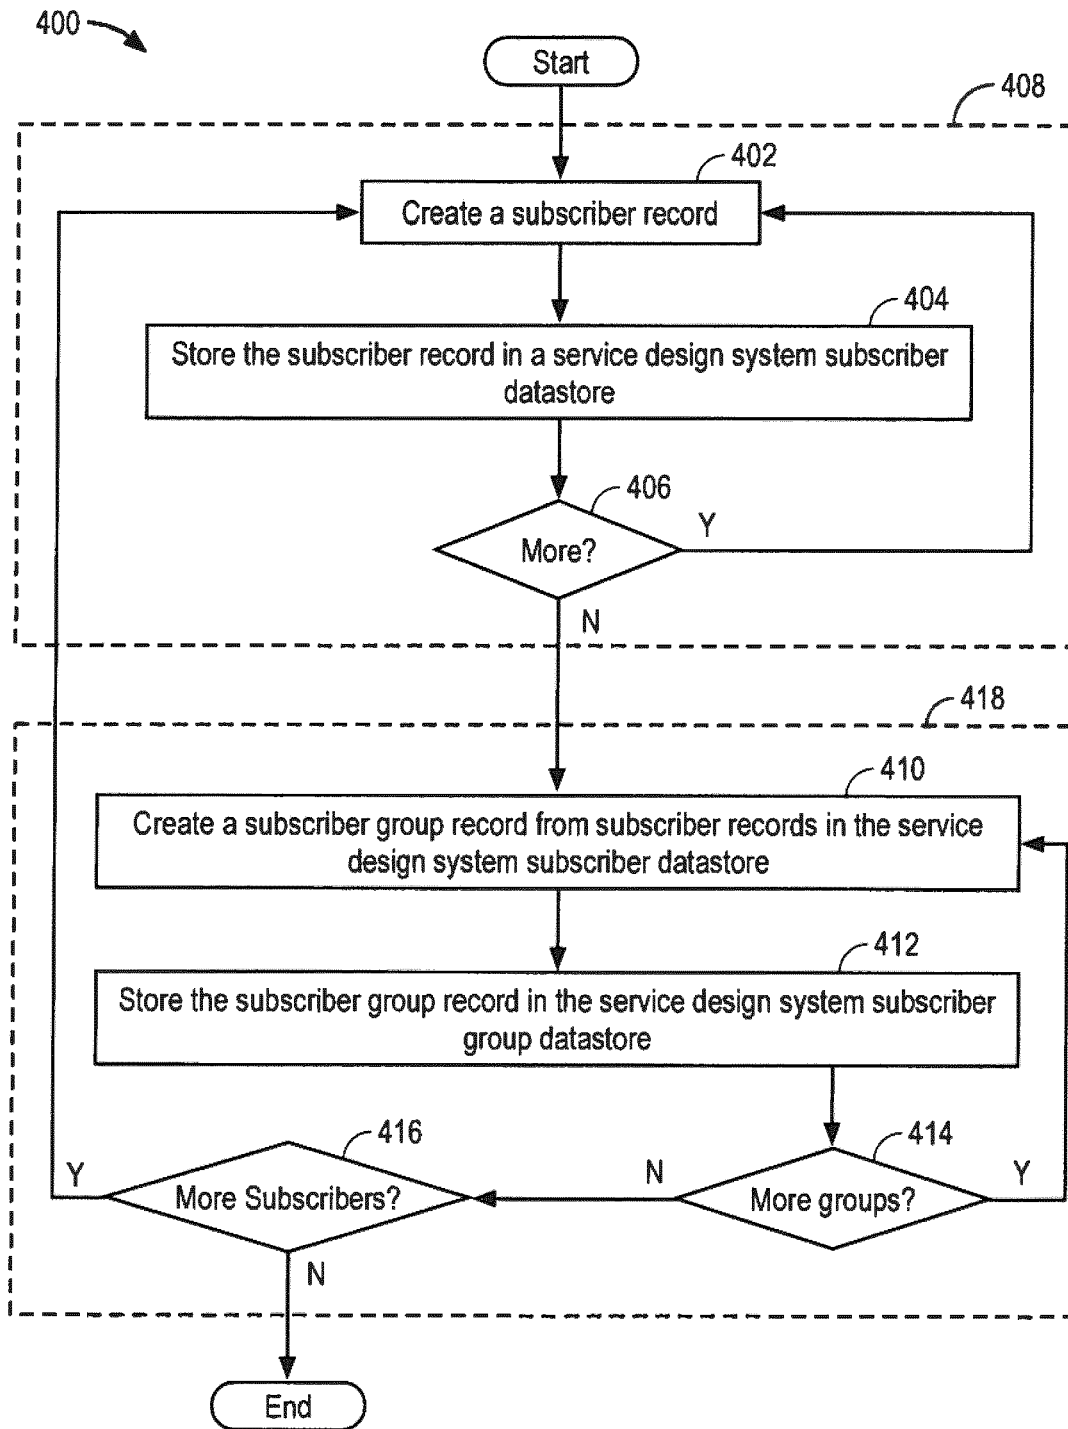 400
Start
408
402
Create a subscriber record
404
Store the subscriber record in a service design system subscriber
datastore
406
More?
Y
N
418
410
Create a subscriber group record from subscriber records in the service
design system subscriber datastore
412
Store the subscriber group record in the service design system subscriber
group datastore
416
414
Y
More Subscribers?
N
More groups?
Y
N
End